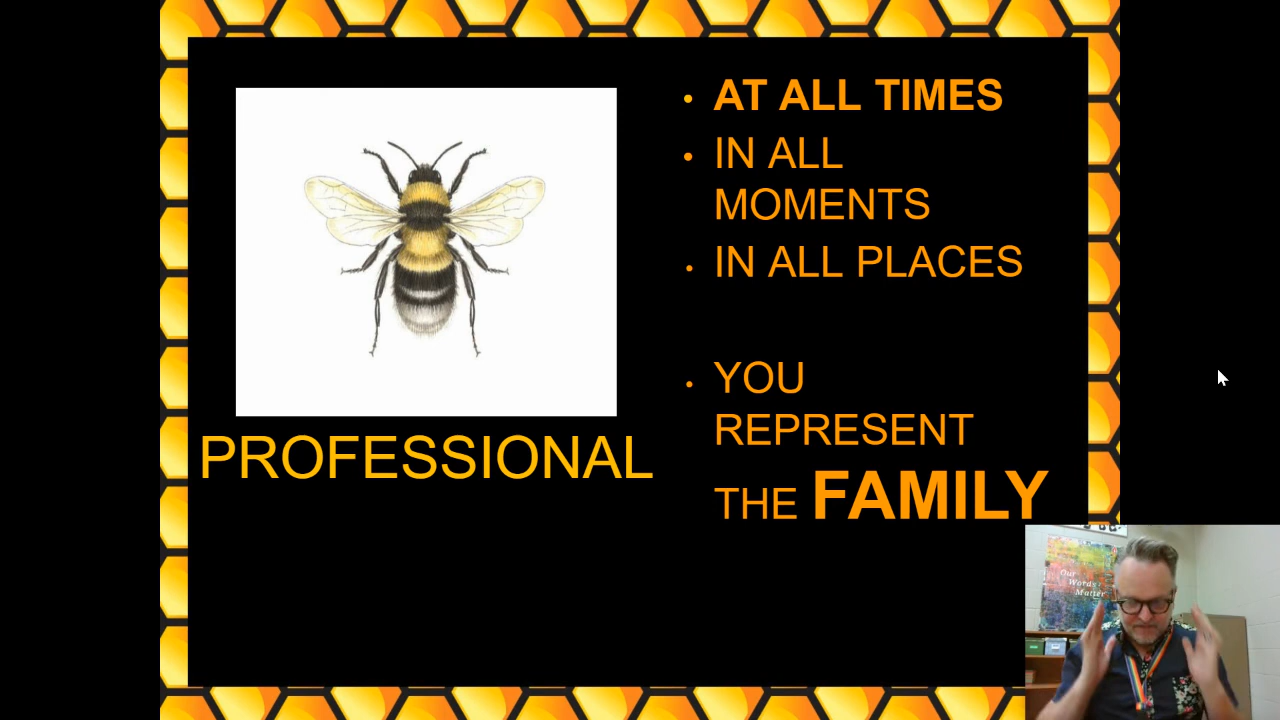 AT ALL TIMES
IN ALL
MOMENTS
IN ALL PLACES
YOU
REPRESENT
THE FAMILY
PROFESSIONAL
Our
Words
Matter